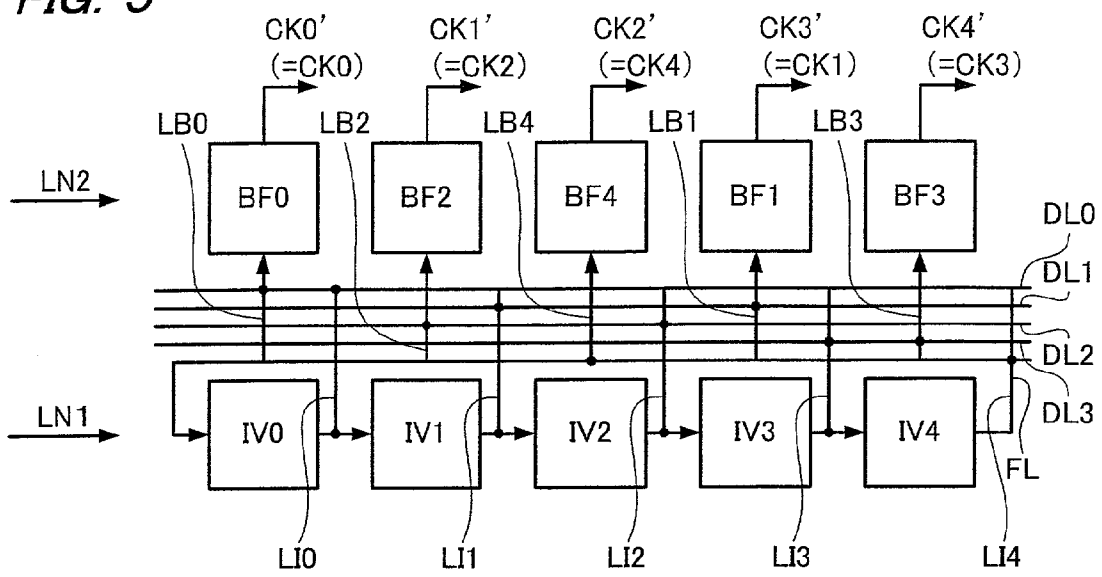 FIG. 5
CK0' CK1' CK2' CK3' CK4'
(=CK0) (=CK2) (=CK4) (=CK1) (=CK3)
LB0 LB2 LB4 LB1 LB3
LN2 BF0 BF2 BF4 BF1 BF3
DL0
DL1
DL2
DL3
LN1 IV0 IV1 IV2 IV3 IV4
FL
LI0 LI1 LI2 LI3 LI4